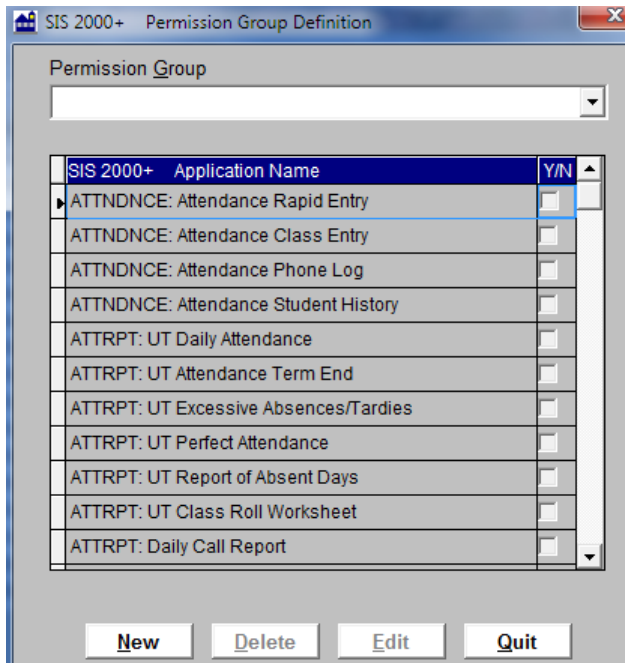 SIS 2000+ Permission Group Definition
Permission Group
SIS 2000+ Application Name Y/N
ATTNDNCE: Attendance Rapid Entry
ATTNDNCE: Attendance Class Entry
ATTNDNCE: Attendance Phone Log
ATTNDNCE: Attendance Student History
ATTRPT: UT Daily Attendance
ATTRPT: UT Attendance Term End
ATTRPT: UT Excessive Absences/Tardies
ATTRPT: UT Perfect Attendance
ATTRPT: UT Report of Absent Days
ATTRPT: UT Class Roll Worksheet
ATTRPT: Daily Call Report
New Delete Edit Quit